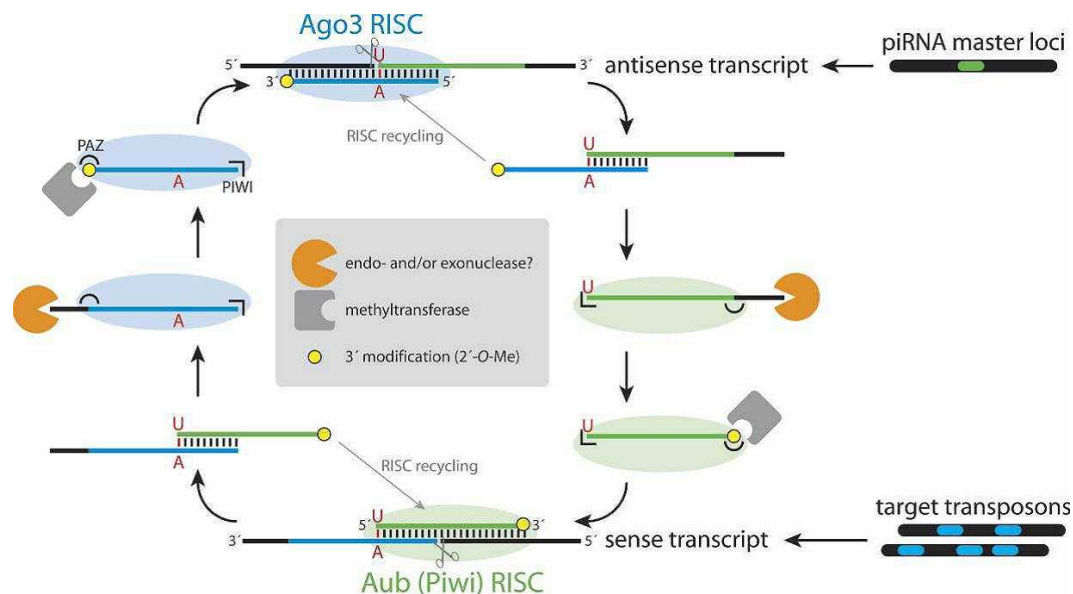 Ago3 RISC
piRNA master loci
5´
U
3´
antisense transcript
3´
A
5´
RISC recycling
PAZ
A
PIWI
U
A
endo- and/or exonuclease?
methyltransferase
3´ modification (2´-O-Me)
A
U
U
U
A
RISC recycling
target transposons
5´
U
3´
3´
A
5´
sense transcript
Aub (Piwi) RISC